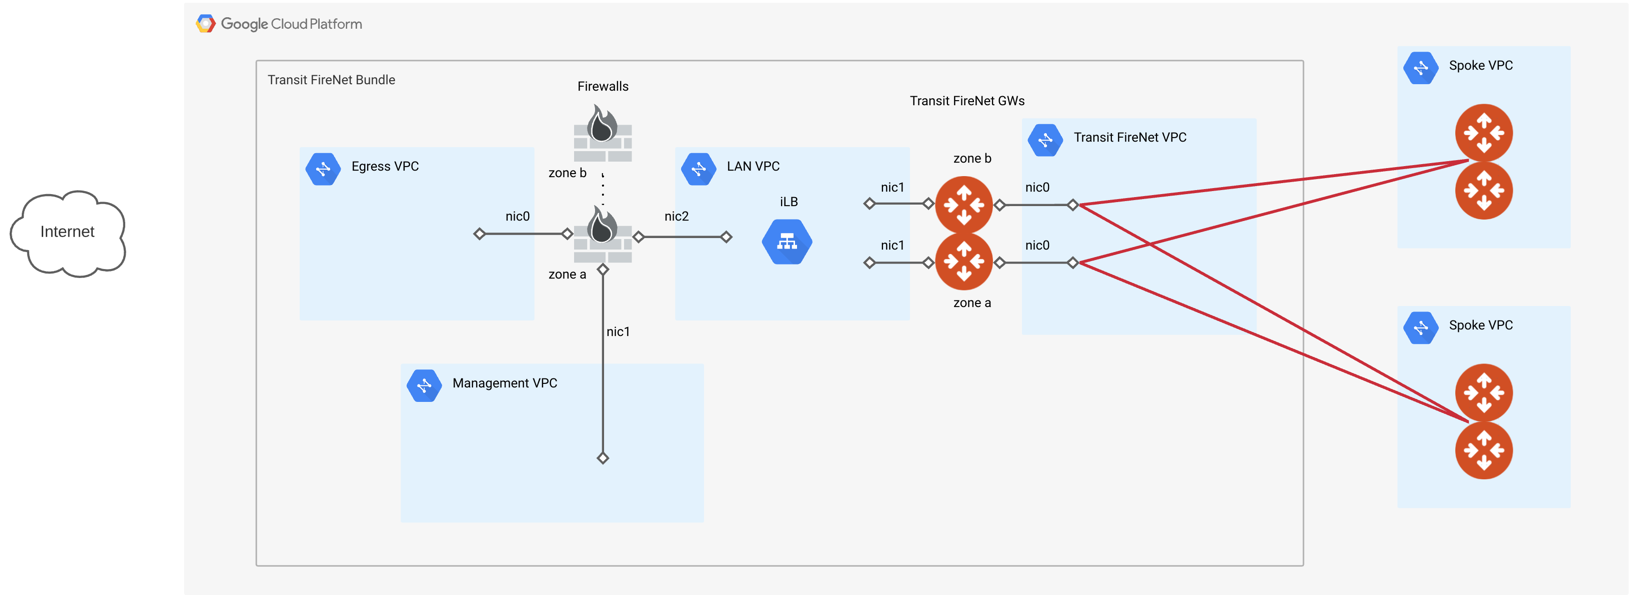 Google Cloud Platform
Transit FireNet Bundle
Firewalls
Transit FireNet GWs
Spoke VPC
Egress VPC
zone b
LAN VPC
zone b
Transit FireNet VPC
nic0
nic2
iLB
nic1
nic0
Internet
nic1
nic0
zone a
zone a
nic1
Spoke VPC
Management VPC